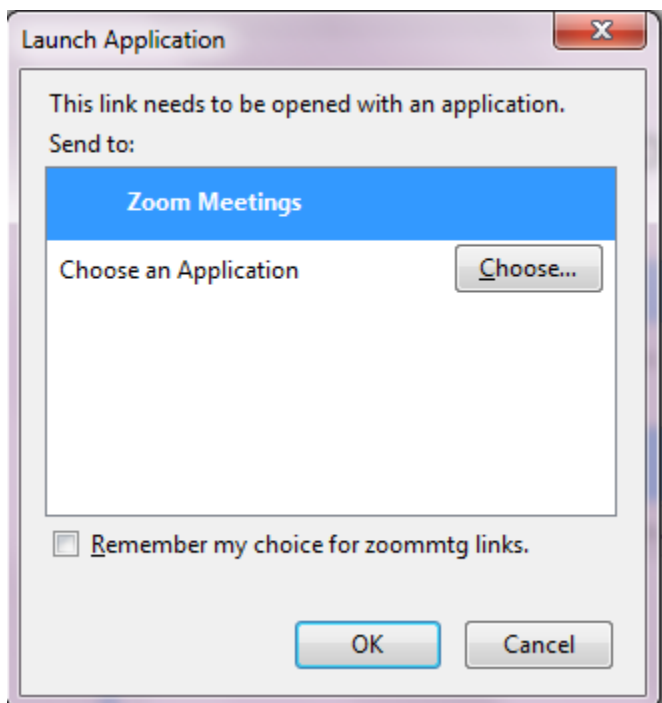 Launch Application
This link needs to be opened with an application.
Send to:
Zoom Meetings
Choose an Application
Choose...
Remember my choice for zoommtg links.
OK
Cancel